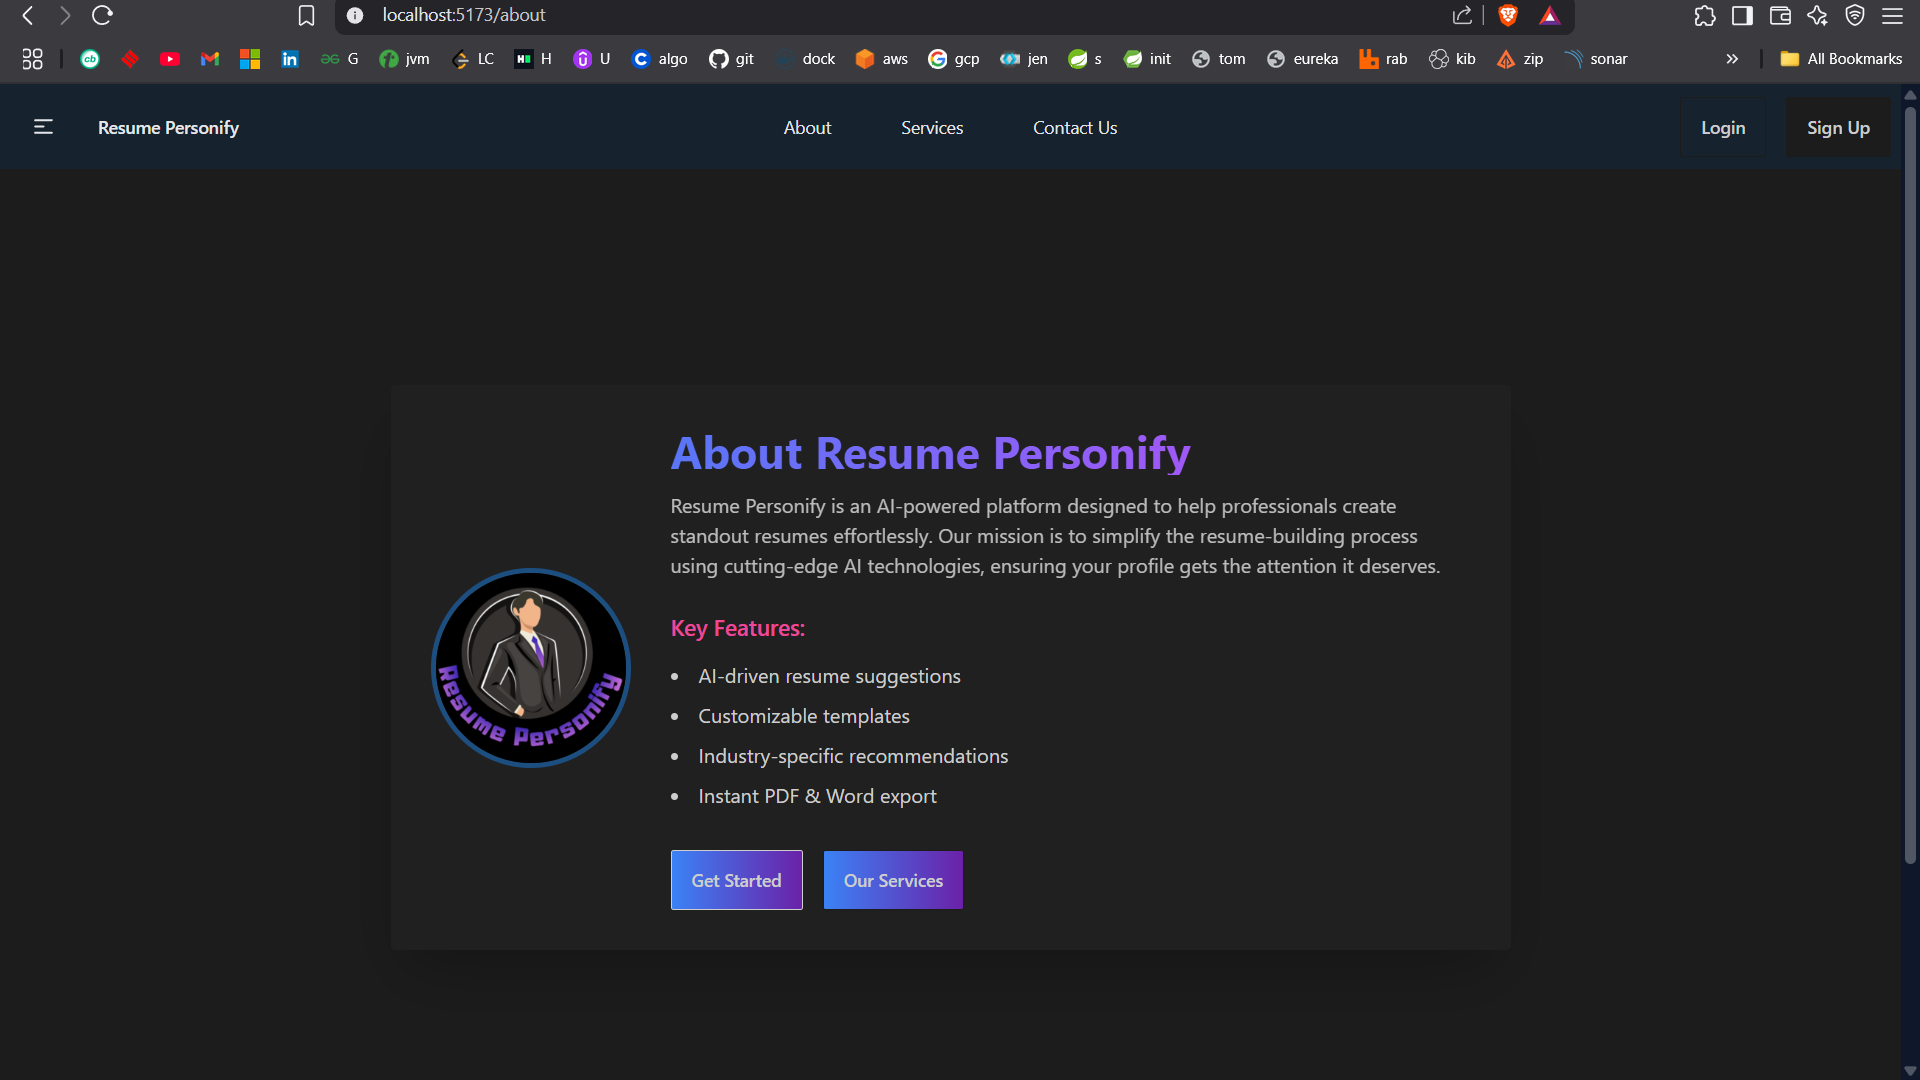 localhost:5173/about
G
jvm
LC
H
U
algo
git
dock
aws
gcp
jen
s
init
tom
eureka
rab
kib
zip
sonar
»
All Bookmarks
Resume Personify
About
Services
Contact Us
Login
Sign Up
About Resume Personify
Resume Personify is an AI-powered platform designed to help professionals create
standout resumes effortlessly. Our mission is to simplify the resume-building process
using cutting-edge AI technologies, ensuring your profile gets the attention it deserves.
Resume Personify
Key Features:
• AI-driven resume suggestions
• Customizable templates
• Industry-specific recommendations
• Instant PDF & Word export
Get Started
Our Services